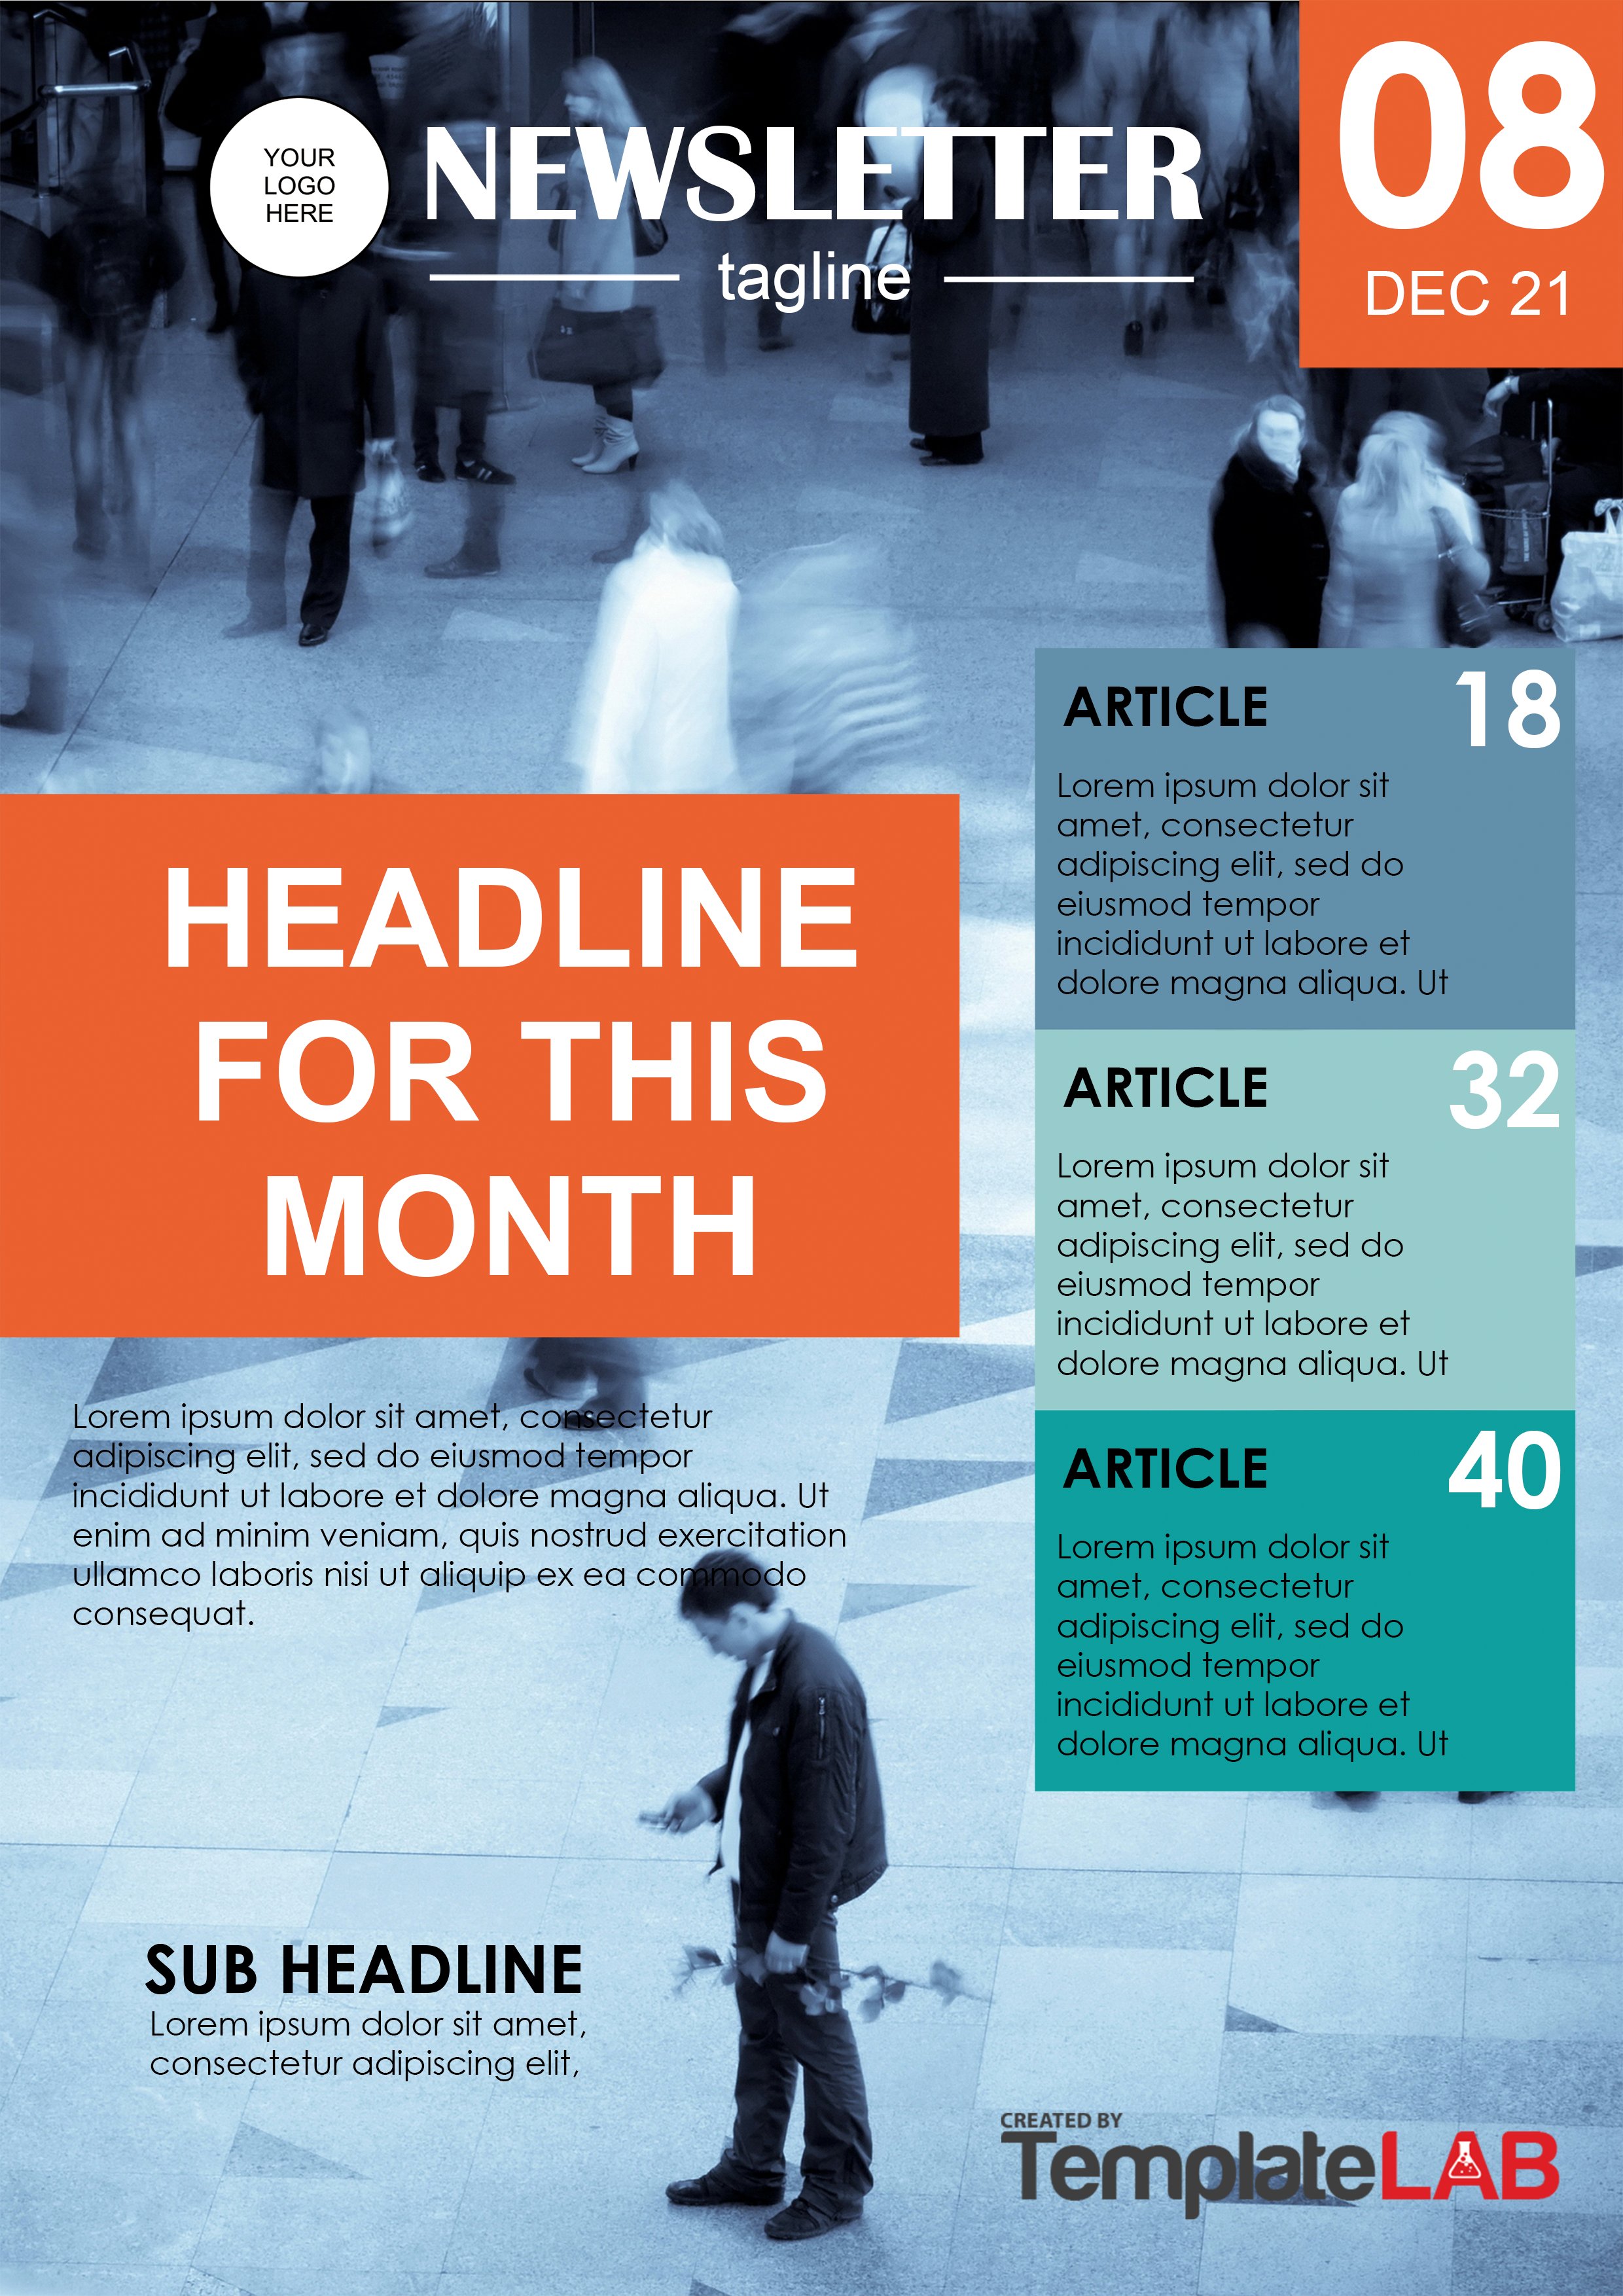 YOUR
LOGO
HERE
NEWSLETTER
tagline
08
DEC 21
ARTICLE 18
Lorem ipsum dolor sit
amet, consectetur
adipiscing elit, sed do
eiusmod tempor
incididunt ut labore et
dolore magna aliqua. Ut
HEADLINE
FOR THIS
MONTH
ARTICLE 32
Lorem ipsum dolor sit
amet, consectetur
adipiscing elit, sed do
eiusmod tempor
incididunt ut labore et
dolore magna aliqua. Ut
Lorem ipsum dolor sit amet, consectetur
adipiscing elit, sed do eiusmod tempor
incididunt ut labore et dolore magna aliqua. Ut
enim ad minim veniam, quis nostrud exercitation
ullamco laboris nisi ut aliquip ex ea commodo
consequat.
ARTICLE 40
Lorem ipsum dolor sit
amet, consectetur
adipiscing elit, sed do
eiusmod tempor
incididunt ut labore et
dolore magna aliqua. Ut
SUB HEADLINE
Lorem ipsum dolor sit amet,
consectetur adipiscing elit,
CREATED BY
TemplateLAB